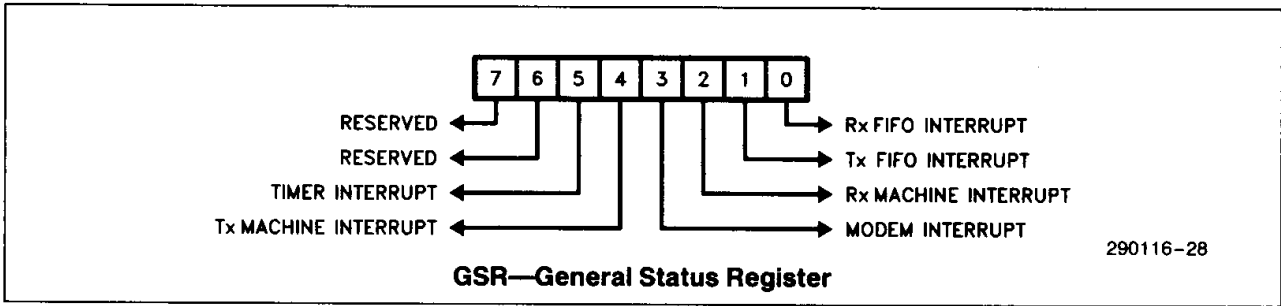 7 6 5 4 3 2 1 0
RESERVED
Rx FIFO INTERRUPT
RESERVED
Tx FIFO INTERRUPT
TIMER INTERRUPT
Rx MACHINE INTERRUPT
Tx MACHINE INTERRUPT
MODEM INTERRUPT
290116-28
GSR—General Status Register